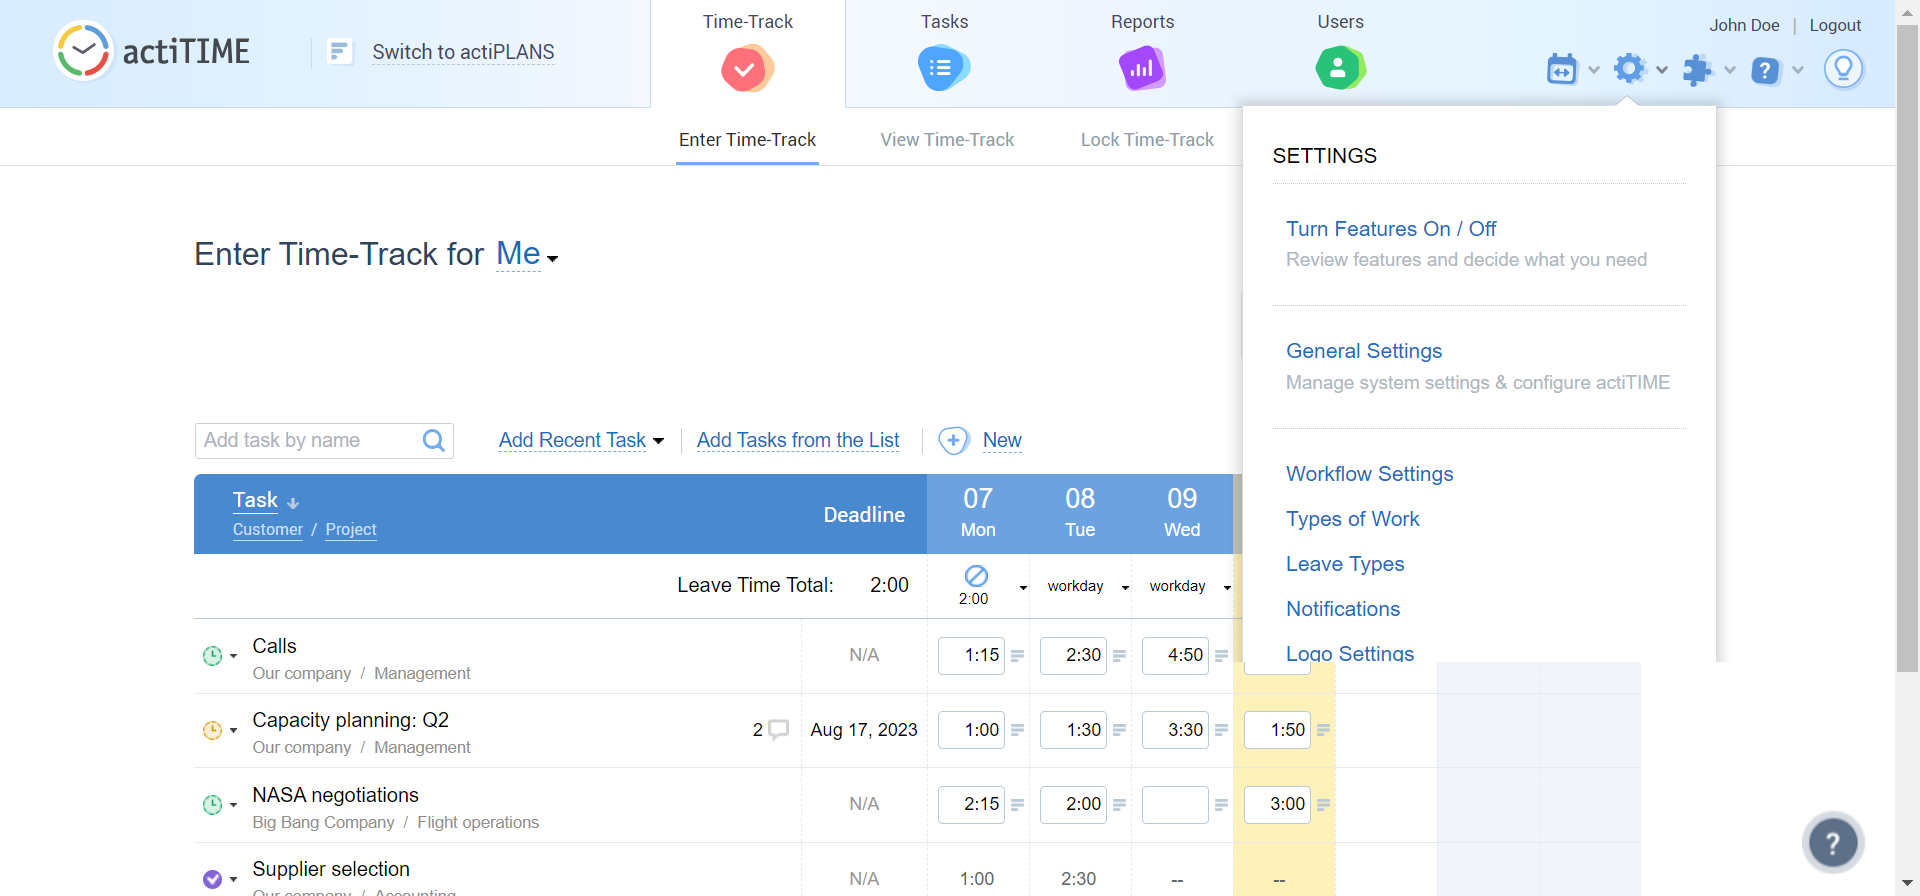 actiTIME
Switch to actiPLANS
Time-Track
Tasks
Reports
Users
John Doe
Logout
?
Enter Time-Track
View Time-Track
Lock Time-Track
SETTINGS
Turn Features On / Off
Review features and decide what you need
General Settings
Manage system settings & configure actiTIME
Workflow Settings
Types of Work
Leave Types
Notifications
Logo Settings
Enter Time-Track for Me
Add task by name
Add Recent Task
Add Tasks from the List
New
Task
Customer / Project
Deadline
07
Mon
08
Tue
09
Wed
Leave Time Total: 2:00
2:00
workday
workday
Calls
Our company / Management
N/A
1:15
2:30
4:50
Capacity planning: Q2
Our company / Management
2
Aug 17, 2023
1:00
1:30
3:30
1:50
NASA negotiations
Big Bang Company / Flight operations
N/A
2:15
2:00
3:00
Supplier selection
Our company / Accounting
N/A
1:00
2:30
--
--
?